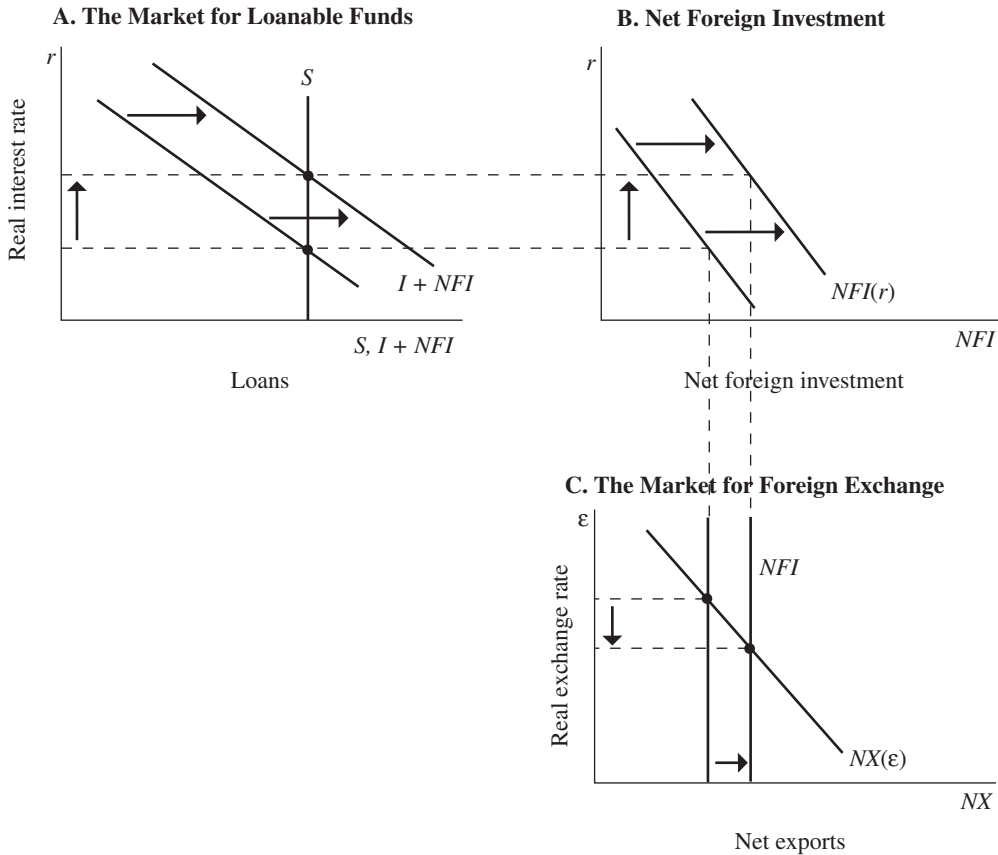 A. The Market for Loanable Funds
r
S
Real interest rate
I + NFI
S, I + NFI
Loans
B. Net Foreign Investment
r
NFI(r)
NFI
Net foreign investment
C. The Market for Foreign Exchange
ε
NFI
Real exchange rate
NX(ε)
NX
Net exports